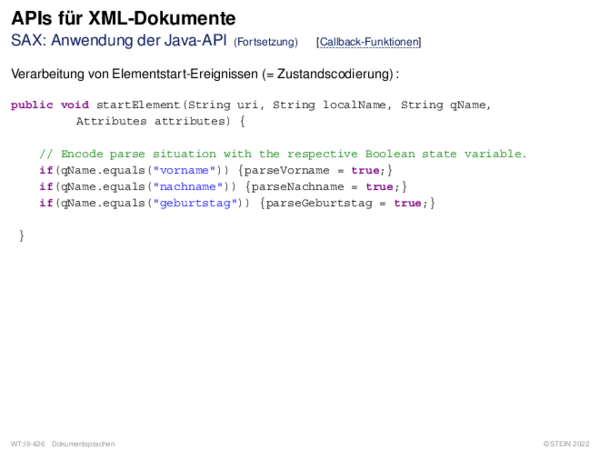 APIs für XML-Dokumente
SAX: Anwendung der Java-API (Fortsetzung) [Callback-Funktionen]
Verarbeitung von Elementstart-Ereignissen (= Zustandscodierung) :
public void startElement(String uri, String localName, String qName,
Attributes attributes) {
// Encode parse situation with the respective Boolean state variable.
if(qName.equals("vorname")) {parseVorname = true;}
if(qName.equals("nachname")) {parseNachname = true;}
if(qName.equals("geburtstag")) {parseGeburtstag = true;}
}
WT:III-426 Dokumentsprachen ©STEIN 2022